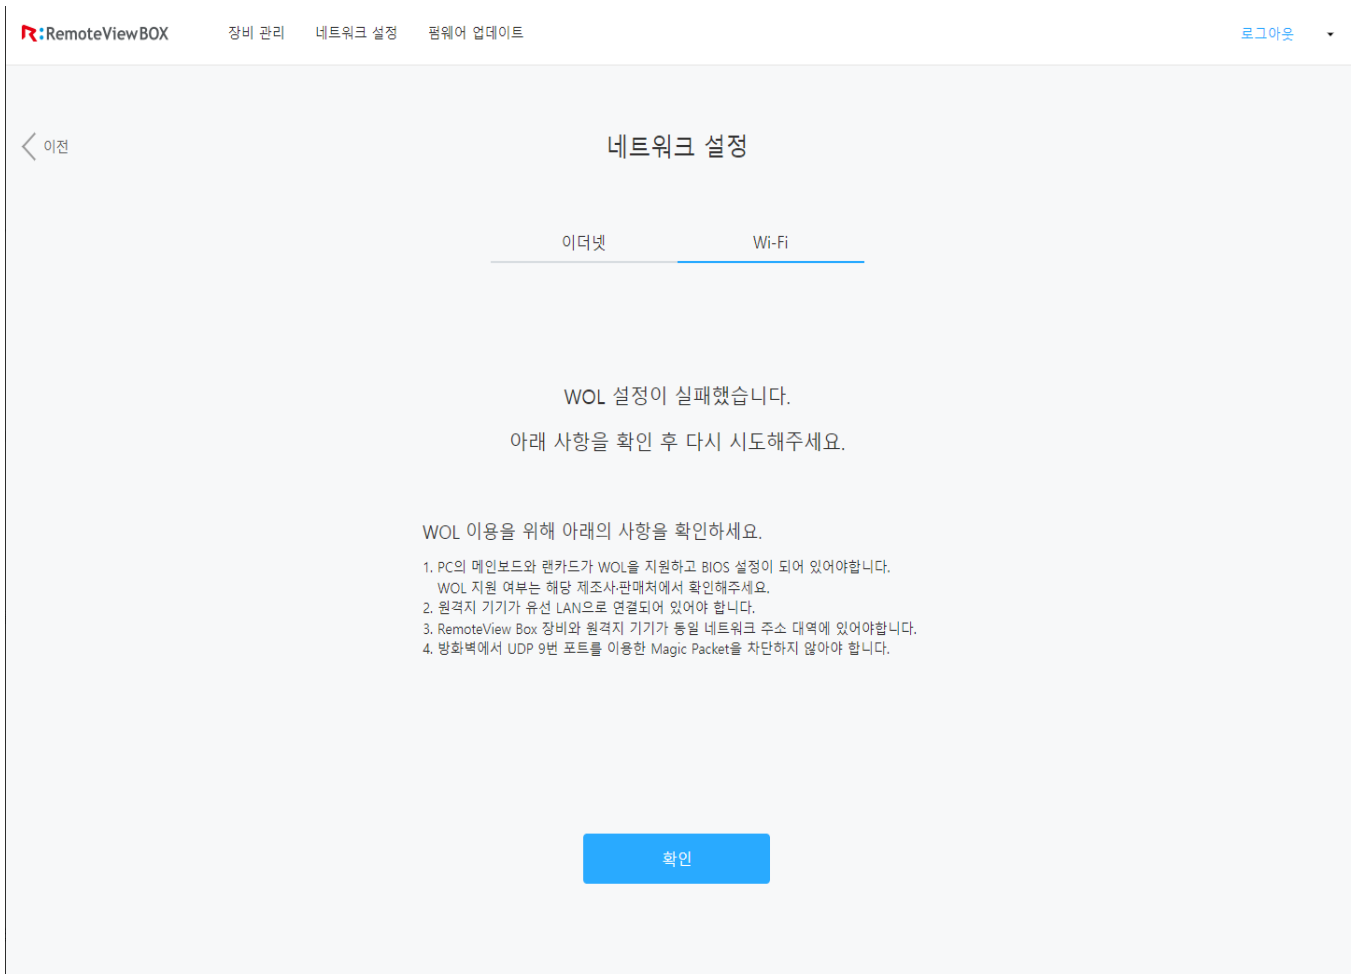 R:RemoteViewBOX 장비 관리 네트워크 설정 펌웨어 업데이트 로그아웃
이전
네트워크 설정
이더넷 Wi-Fi
WOL 설정이 실패했습니다.
아래 사항을 확인 후 다시 시도해주세요.
WOL 이용을 위해 아래의 사항을 확인하세요.
1. PC의 메인보드와 랜카드가 WOL을 지원하고 BIOS 설정이 되어 있어야합니다.
WOL 지원 여부는 해당 제조사·판매처에서 확인해주세요.
2. 원격지 기기가 유선 LAN으로 연결되어 있어야 합니다.
3. RemoteView Box 장비와 원격지 기기가 동일 네트워크 주소 대역에 있어야합니다.
4. 방화벽에서 UDP 9번 포트를 이용한 Magic Packet을 차단하지 않아야 합니다.
확인